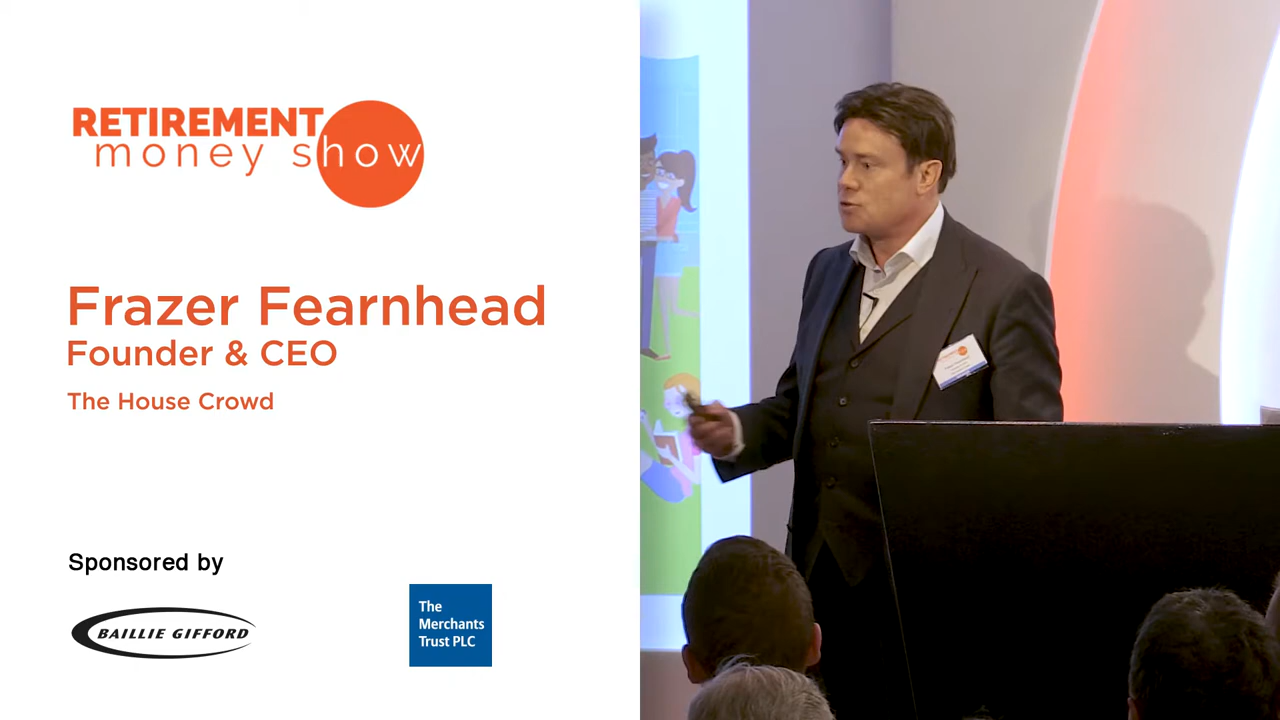 RETIREMENT
money show
Frazer Fearnhead
Founder & CEO
The House Crowd
Sponsored by
BAILLIE GIFFORD
The
Merchants
Trust PLC